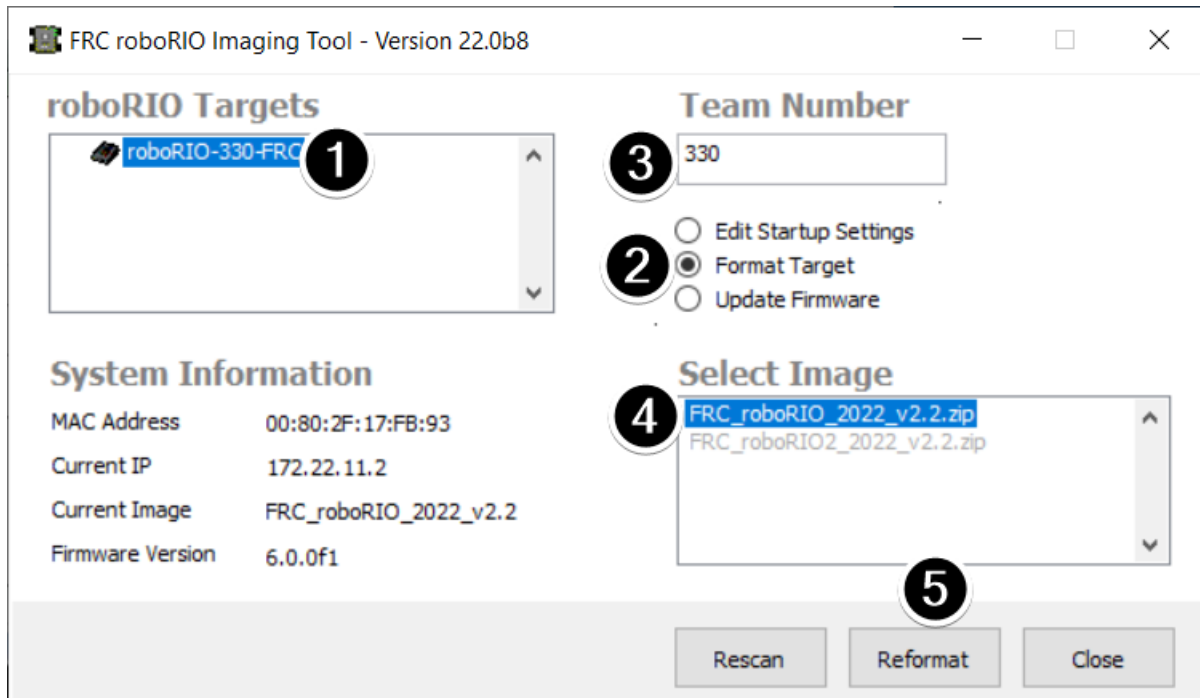 FRC roboRIO Imaging Tool - Version 22.0b8
roboRIO Targets
roboRIO-330-FRC
1
Team Number
3
330
Edit Startup Settings
2
Format Target
Update Firmware
System Information
MAC Address 00:80:2F:17:FB:93
Current IP 172.22.11.2
Current Image FRC_roboRIO_2022_v2.2
Firmware Version 6.0.0f1
Select Image
4
FRC_roboRIO_2022_v2.2.zip
FRC_roboRIO2_2022_v2.2.zip
5
Rescan Reformat Close